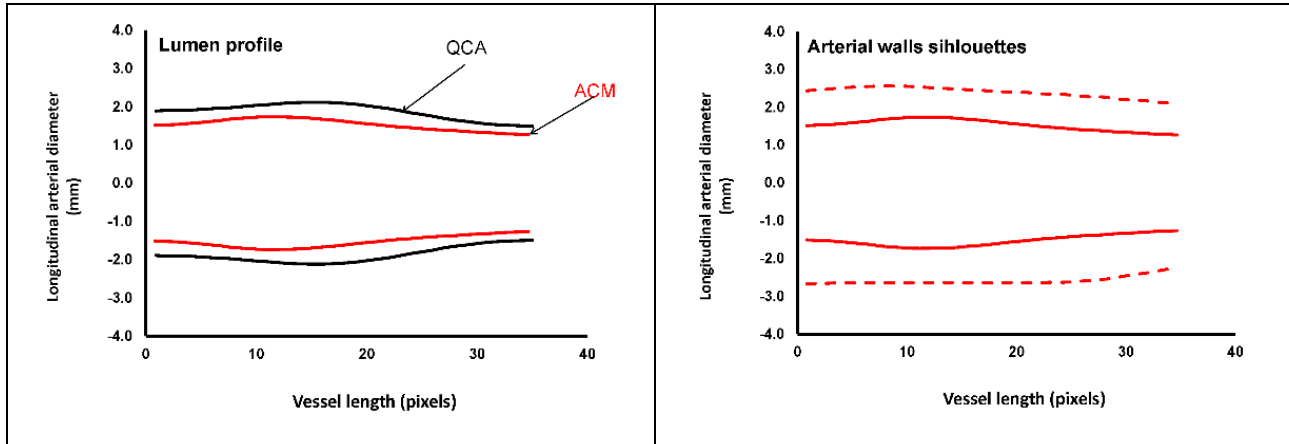 Lumen profile
QCA
ACM
Longitudinal arterial diameter
(mm)
4.0
3.0
2.0
1.0
0.0
-1.0
-2.0
-3.0
-4.0
0 10 20 30 40
Vessel length (pixels)
Arterial walls sihlouettes
Longitudinal arterial diameter
(mm)
4.0
3.0
2.0
1.0
0.0
-1.0
-2.0
-3.0
-4.0
0 10 20 30 40
Vessel length (pixels)